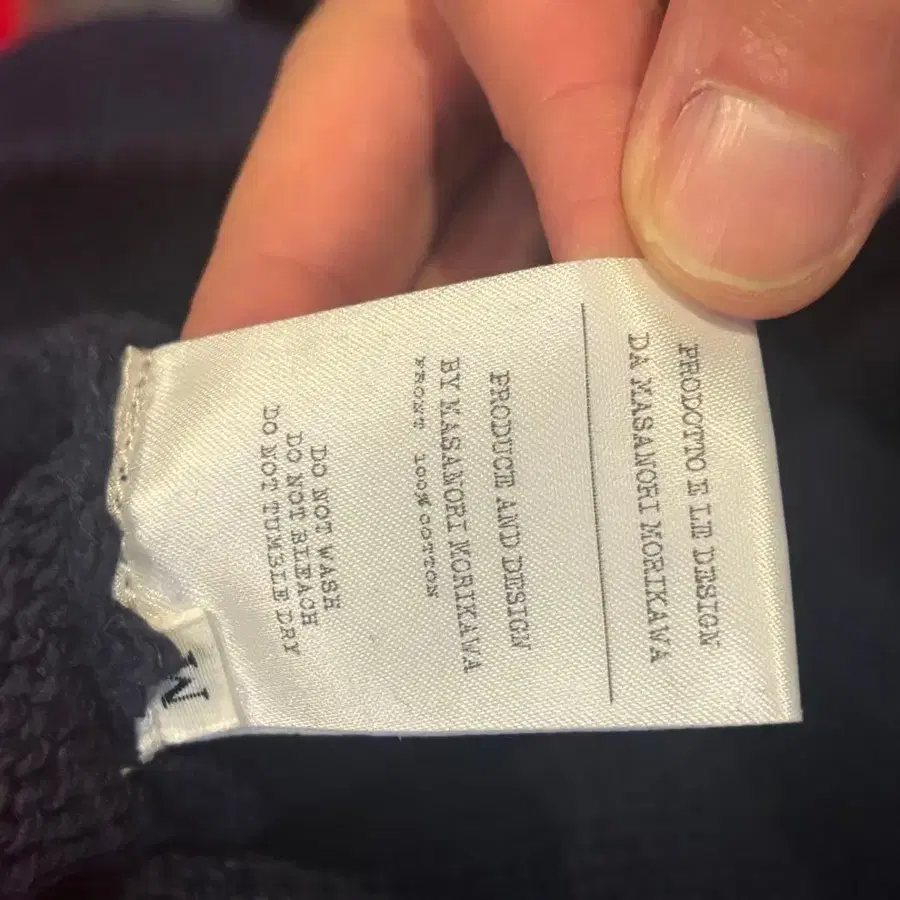 PRODOTTO E LE DESIGN
DA MASANORI MORIKAWA
PRODUCE AND DESIGN
BY MASANORI MORIKAWA
FRONT 100%COTTON
DO NOT WASH
DO NOT BLEACH
DO NOT TUMBLE DRY
M